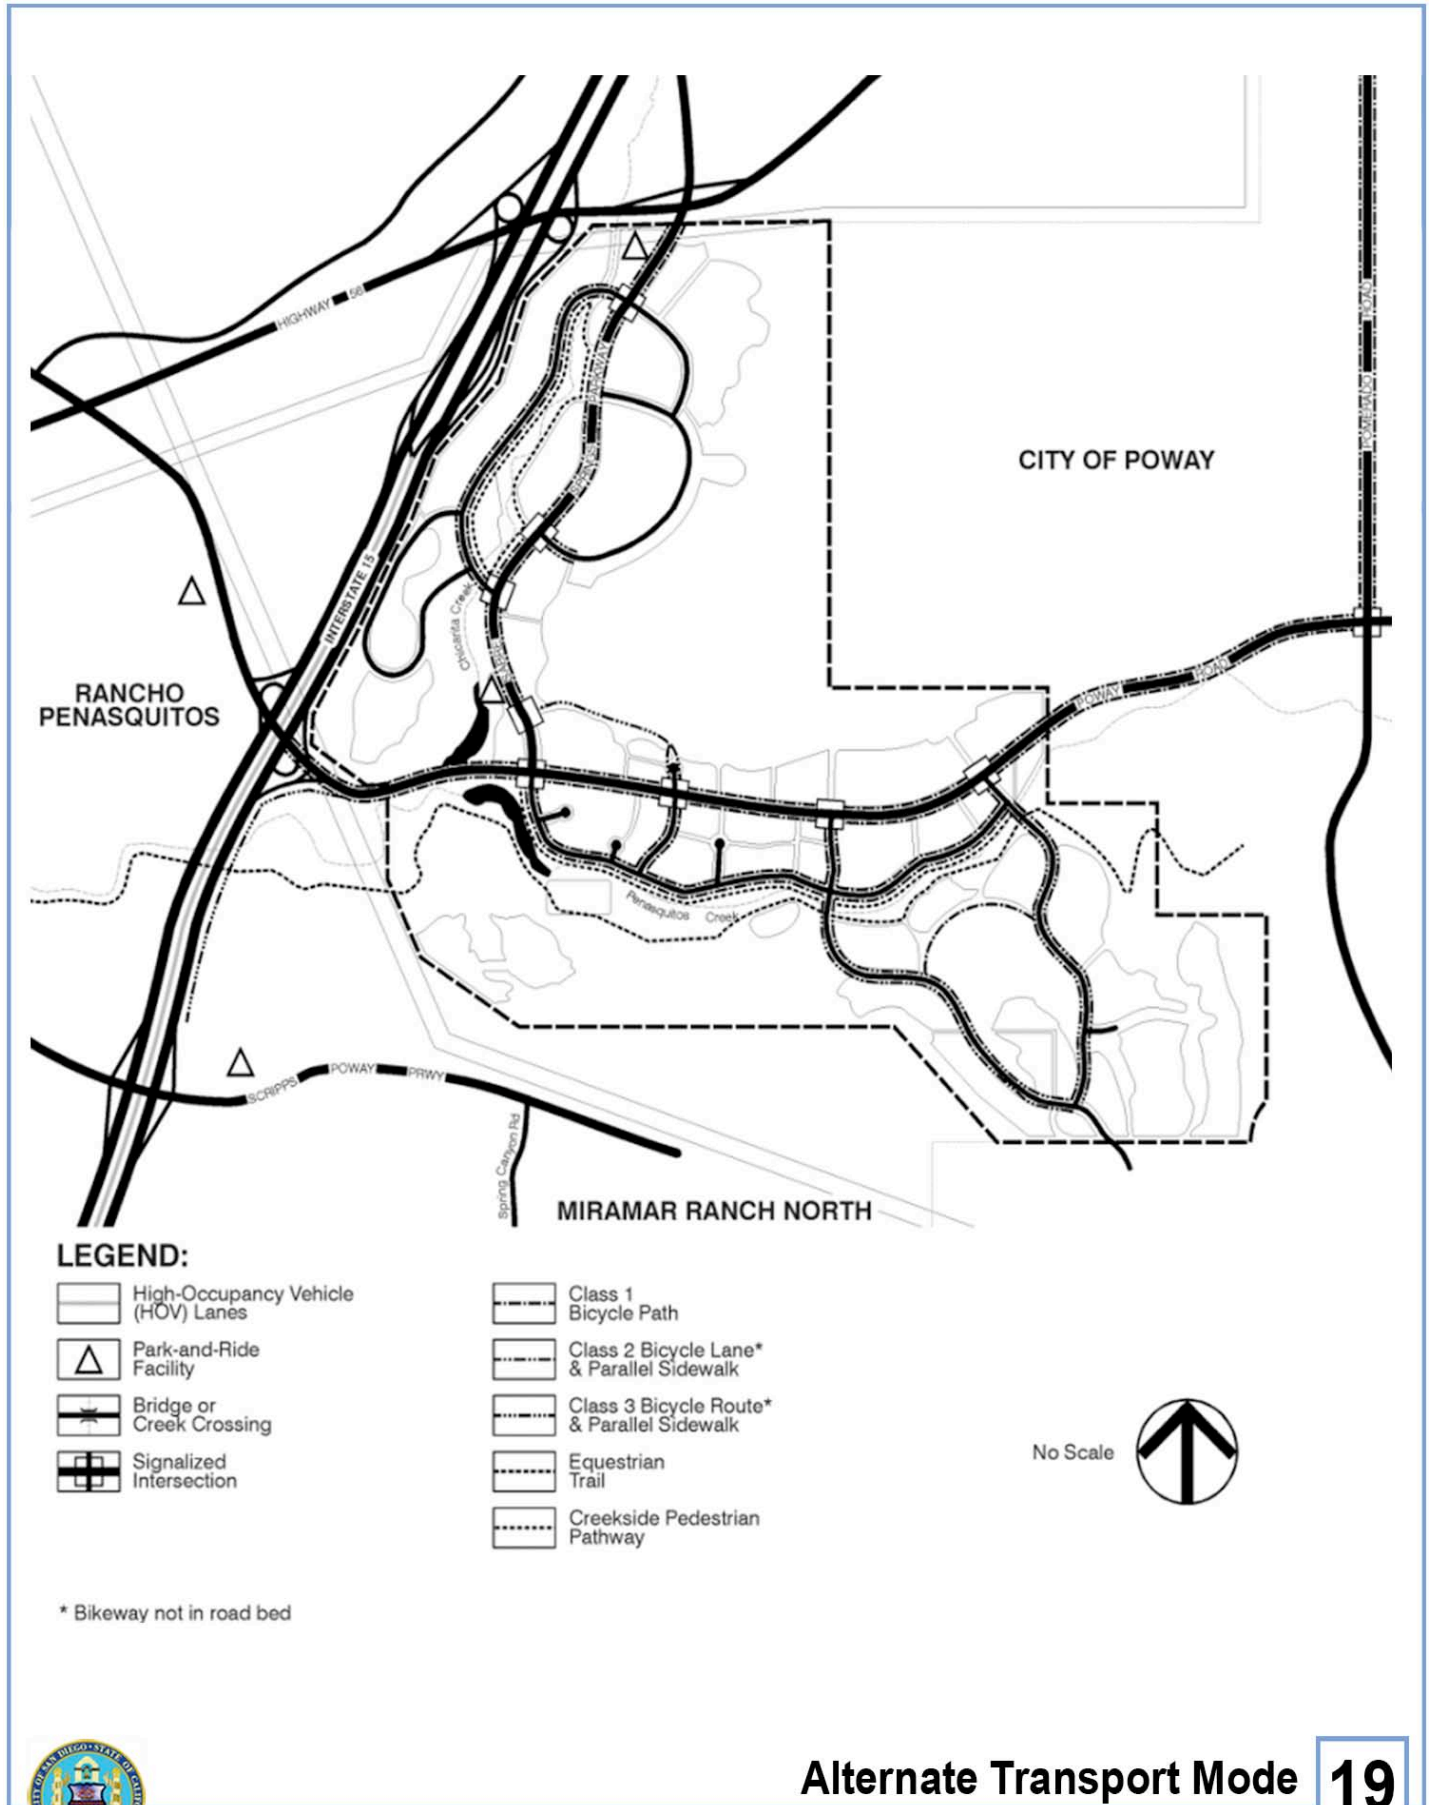 HIGHWAY 56
PARKWAY
SPRINGS
SABRE
INTERSTATE 15
Chicarita Creek
POMERADO ROAD
CITY OF POWAY
RANCHO
PENASQUITOS
POWAY ROAD
Penasquitos Creek
SCRIPPS POWAY PRWY
Spring Canyon Rd
MIRAMAR RANCH NORTH
LEGEND:
High-Occupancy Vehicle
(HOV) Lanes
Park-and-Ride
Facility
Bridge or
Creek Crossing
Signalized
Intersection
Class 1
Bicycle Path
Class 2 Bicycle Lane*
& Parallel Sidewalk
Class 3 Bicycle Route*
& Parallel Sidewalk
Equestrian
Trail
Creekside Pedestrian
Pathway
No Scale
* Bikeway not in road bed
Alternate Transport Mode 19